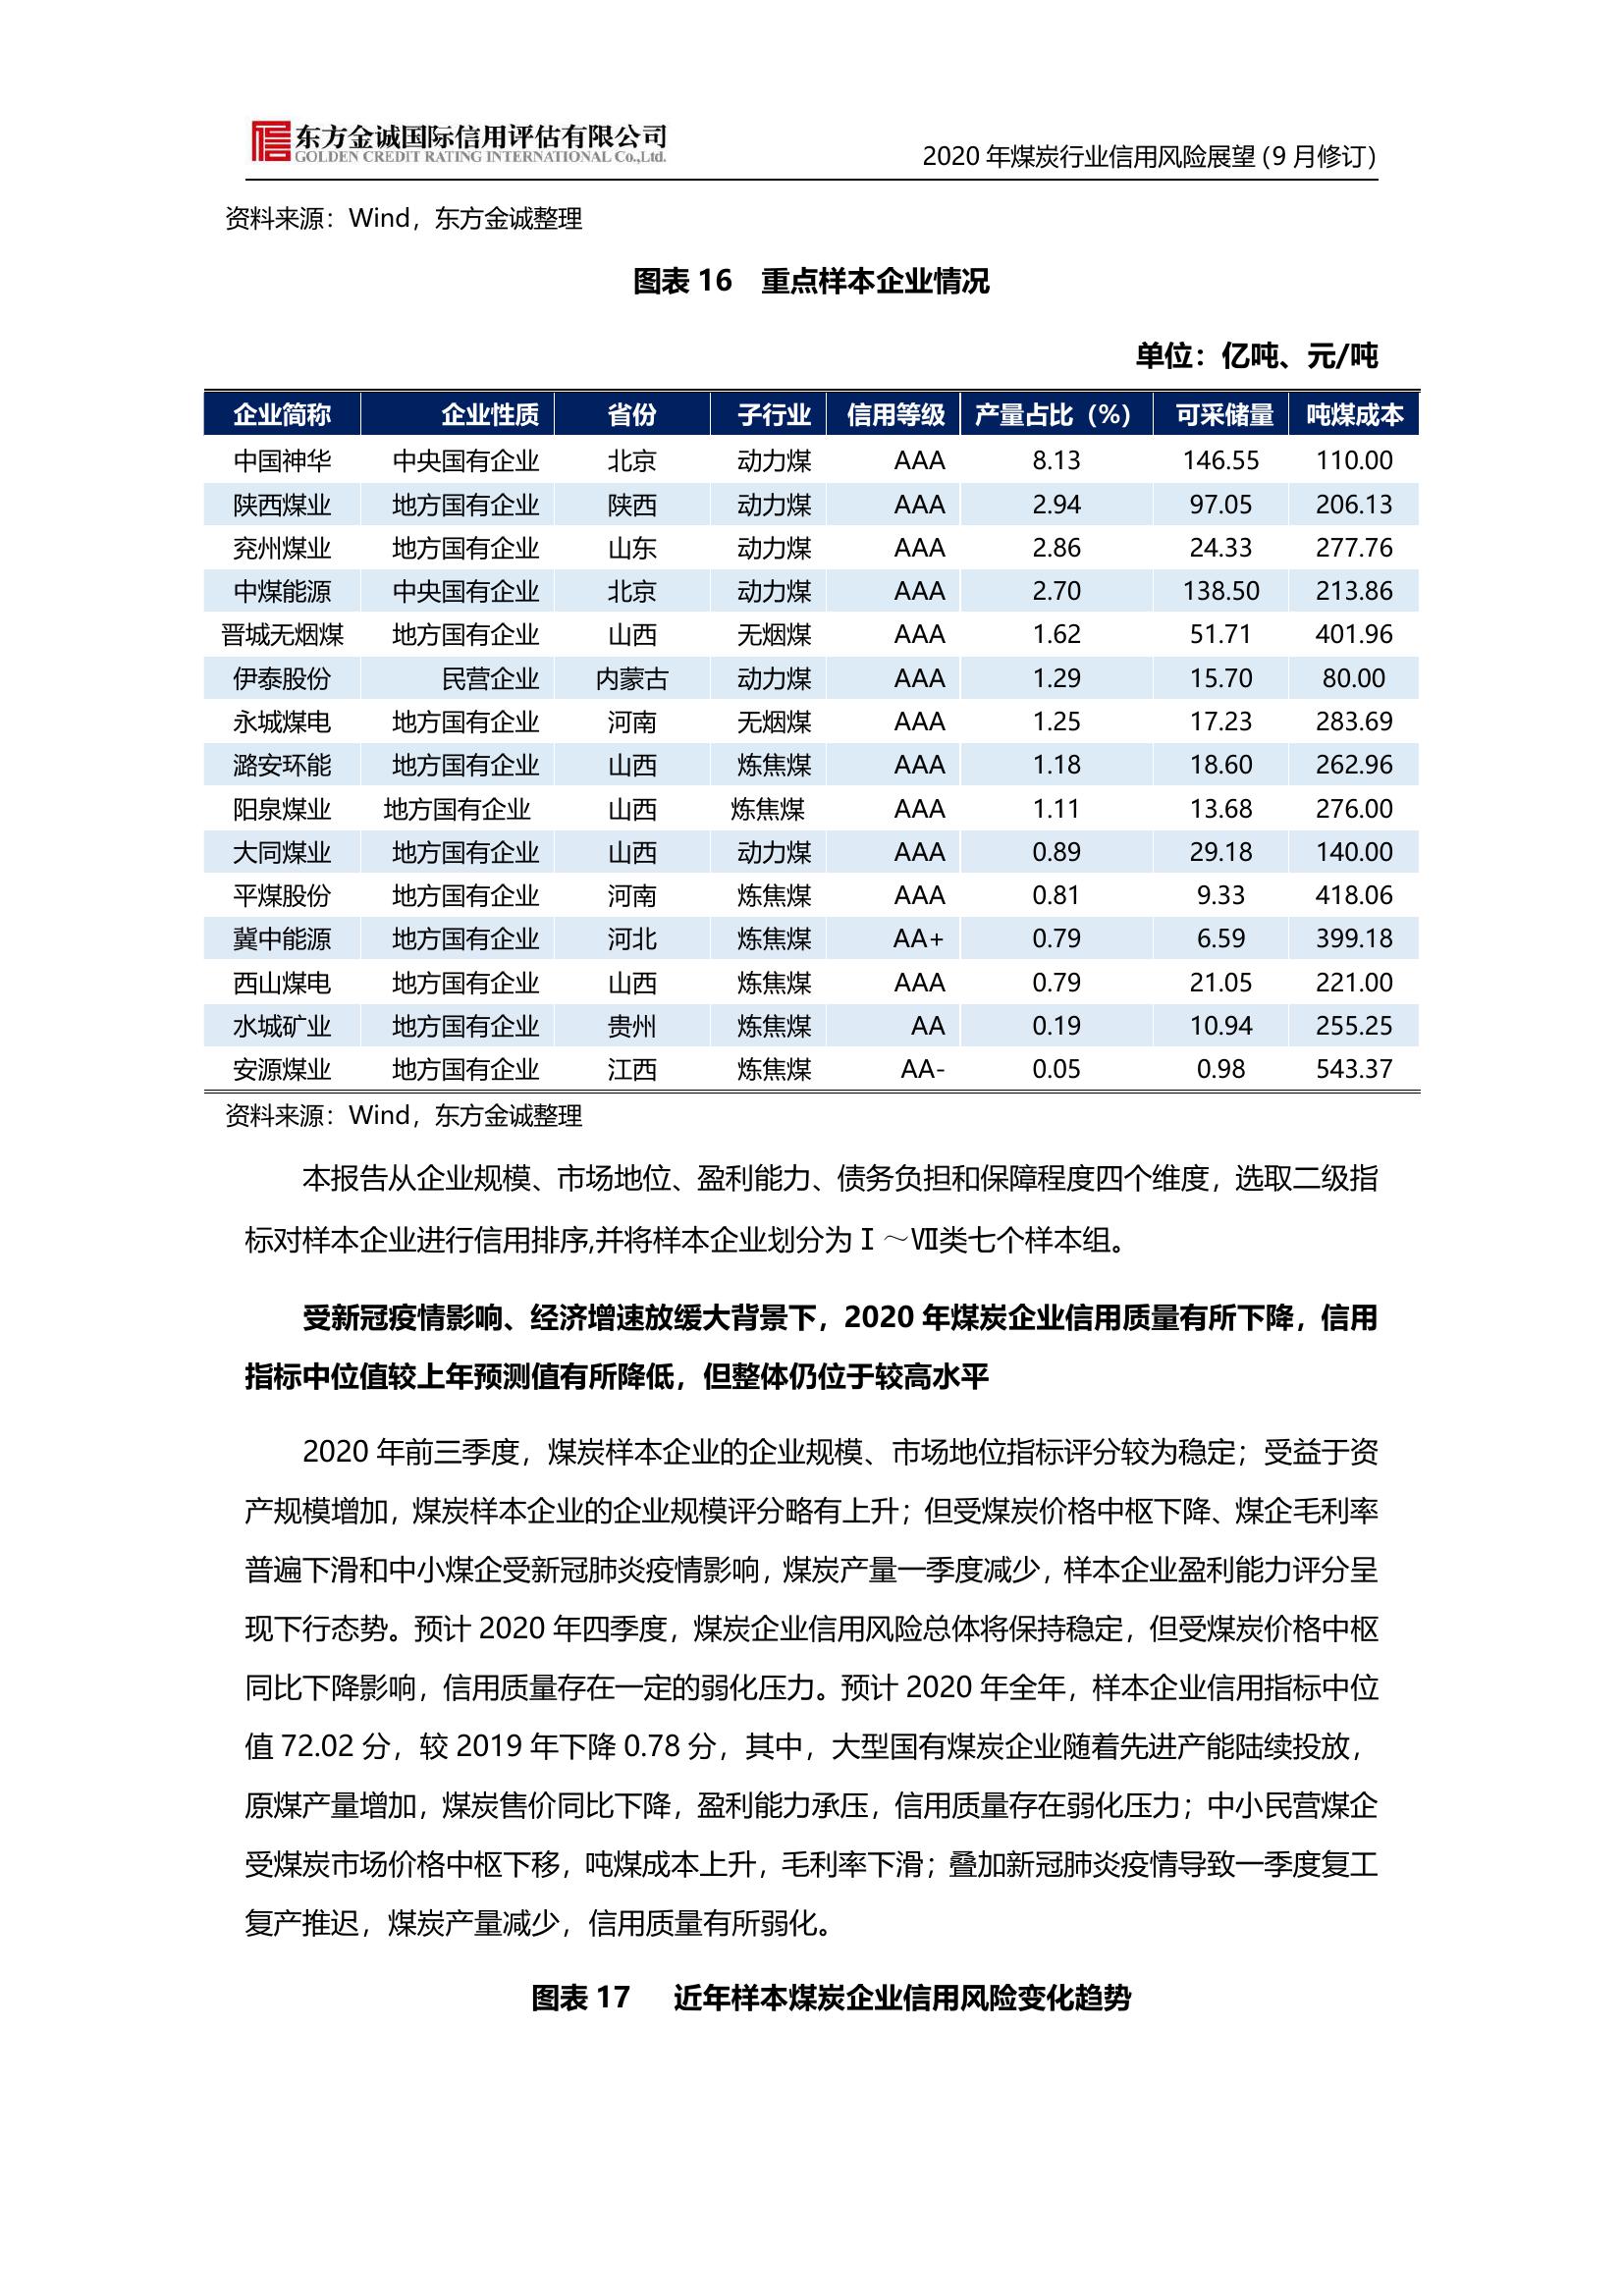 东方金诚国际信用评估有限公司
GOLDEN CREDIT RATING INTERNATIONAL Co.,Ltd.
2020 年煤炭行业信用风险展望（9 月修订）
资料来源：Wind，东方金诚整理
图表 16 重点样本企业情况
单位：亿吨、元/吨
企业简称 企业性质 省份 子行业 信用等级 产量占比（%） 可采储量 吨煤成本
中国神华 中央国有企业 北京 动力煤 AAA 8.13 146.55 110.00
陕西煤业 地方国有企业 陕西 动力煤 AAA 2.94 97.05 206.13
兖州煤业 地方国有企业 山东 动力煤 AAA 2.86 24.33 277.76
中煤能源 中央国有企业 北京 动力煤 AAA 2.70 138.50 213.86
晋城无烟煤 地方国有企业 山西 无烟煤 AAA 1.62 51.71 401.96
伊泰股份 民营企业 内蒙古 动力煤 AAA 1.29 15.70 80.00
永城煤电 地方国有企业 河南 无烟煤 AAA 1.25 17.23 283.69
潞安环能 地方国有企业 山西 炼焦煤 AAA 1.18 18.60 262.96
阳泉煤业 地方国有企业 山西 炼焦煤 AAA 1.11 13.68 276.00
大同煤业 地方国有企业 山西 动力煤 AAA 0.89 29.18 140.00
平煤股份 地方国有企业 河南 炼焦煤 AAA 0.81 9.33 418.06
冀中能源 地方国有企业 河北 炼焦煤 AA+ 0.79 6.59 399.18
西山煤电 地方国有企业 山西 炼焦煤 AAA 0.79 21.05 221.00
水城矿业 地方国有企业 贵州 炼焦煤 AA 0.19 10.94 255.25
安源煤业 地方国有企业 江西 炼焦煤 AA- 0.05 0.98 543.37
资料来源：Wind，东方金诚整理
本报告从企业规模、市场地位、盈利能力、债务负担和保障程度四个维度，选取二级指
标对样本企业进行信用排序,并将样本企业划分为Ⅰ～Ⅶ类七个样本组。
受新冠疫情影响、经济增速放缓大背景下，2020 年煤炭企业信用质量有所下降，信用
指标中位值较上年预测值有所降低，但整体仍位于较高水平
2020 年前三季度，煤炭样本企业的企业规模、市场地位指标评分较为稳定；受益于资
产规模增加，煤炭样本企业的企业规模评分略有上升；但受煤炭价格中枢下降、煤企毛利率
普遍下滑和中小煤企受新冠肺炎疫情影响，煤炭产量一季度减少，样本企业盈利能力评分呈
现下行态势。预计 2020 年四季度，煤炭企业信用风险总体将保持稳定，但受煤炭价格中枢
同比下降影响，信用质量存在一定的弱化压力。预计 2020 年全年，样本企业信用指标中位
值 72.02 分，较 2019 年下降 0.78 分，其中，大型国有煤炭企业随着先进产能陆续投放，
原煤产量增加，煤炭售价同比下降，盈利能力承压，信用质量存在弱化压力；中小民营煤企
受煤炭市场价格中枢下移，吨煤成本上升，毛利率下滑；叠加新冠肺炎疫情导致一季度复工
复产推迟，煤炭产量减少，信用质量有所弱化。
图表 17 近年样本煤炭企业信用风险变化趋势